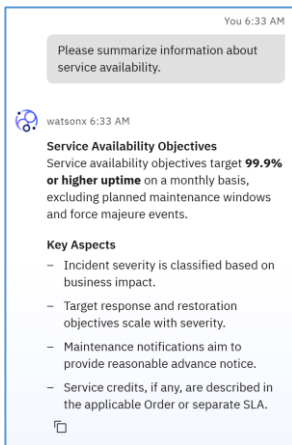 You 6:33 AM
Please summarize information about
service availability.
watsonx 6:33 AM
Service Availability Objectives
Service availability objectives target 99.9%
or higher uptime on a monthly basis,
excluding planned maintenance windows
and force majeure events.
Key Aspects
– Incident severity is classified based on
business impact.
– Target response and restoration
objectives scale with severity.
– Maintenance notifications aim to
provide reasonable advance notice.
– Service credits, if any, are described in
the applicable Order or separate SLA.